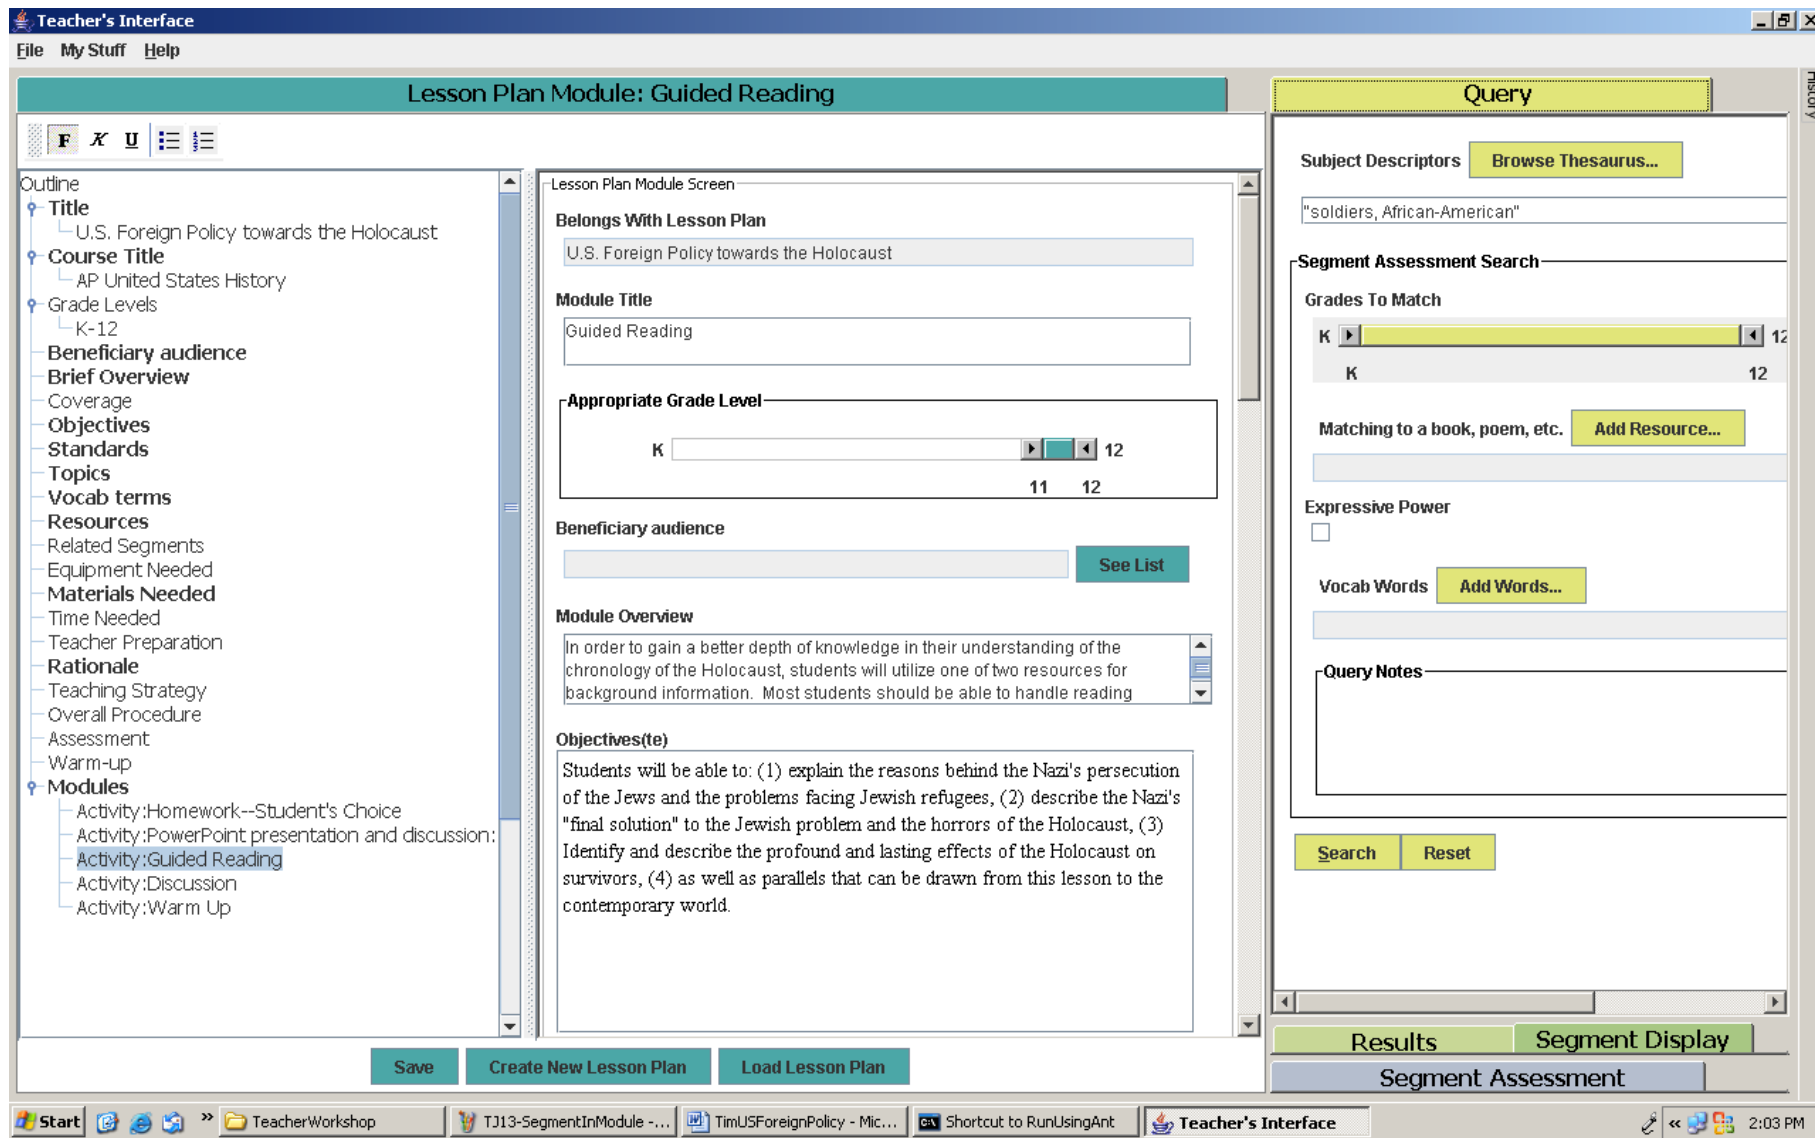 Teacher's Interface
File My Stuff Help
Lesson Plan Module: Guided Reading
F K U
Outline
Title
U.S. Foreign Policy towards the Holocaust
Course Title
AP United States History
Grade Levels
K-12
Beneficiary audience
Brief Overview
Coverage
Objectives
Standards
Topics
Vocab terms
Resources
Related Segments
Equipment Needed
Materials Needed
Time Needed
Teacher Preparation
Rationale
Teaching Strategy
Overall Procedure
Assessment
Warm-up
Modules
Activity:Homework--Student's Choice
Activity:PowerPoint presentation and discussion:
Activity:Guided Reading
Activity:Discussion
Activity:Warm Up
Lesson Plan Module Screen
Belongs With Lesson Plan
U.S. Foreign Policy towards the Holocaust
Module Title
Guided Reading
Appropriate Grade Level
K 12
11 12
Beneficiary audience
See List
Module Overview
In order to gain a better depth of knowledge in their understanding of the
chronology of the Holocaust, students will utilize one of two resources for
background information. Most students should be able to handle reading
Objectives(te)
Students will be able to: (1) explain the reasons behind the Nazi's persecution
of the Jews and the problems facing Jewish refugees, (2) describe the Nazi's
"final solution" to the Jewish problem and the horrors of the Holocaust, (3)
Identify and describe the profound and lasting effects of the Holocaust on
survivors, (4) as well as parallels that can be drawn from this lesson to the
contemporary world.
Save Create New Lesson Plan Load Lesson Plan
Query
History
Subject Descriptors Browse Thesaurus...
"soldiers, African-American"
Segment Assessment Search
Grades To Match
K 12
K 12
Matching to a book, poem, etc. Add Resource...
Expressive Power
Vocab Words Add Words...
Query Notes
Search Reset
Results Segment Display
Segment Assessment
Start » TeacherWorkshop TJ13-SegmentInModule -... TimUSForeignPolicy - Mic... Shortcut to RunUsingAnt Teacher's Interface « 2:03 PM